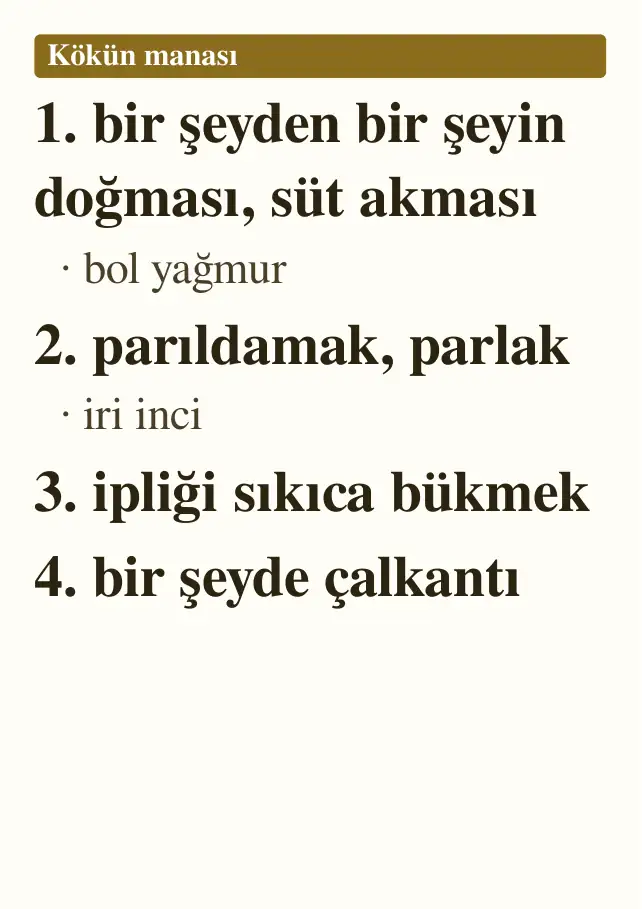 Kökün manası
1. bir şeyden bir şeyin
doğması, süt akması
· bol yağmur
2. parıldamak, parlak
· iri inci
3. ipliği sıkıca bükmek
4. bir şeyde çalkantı